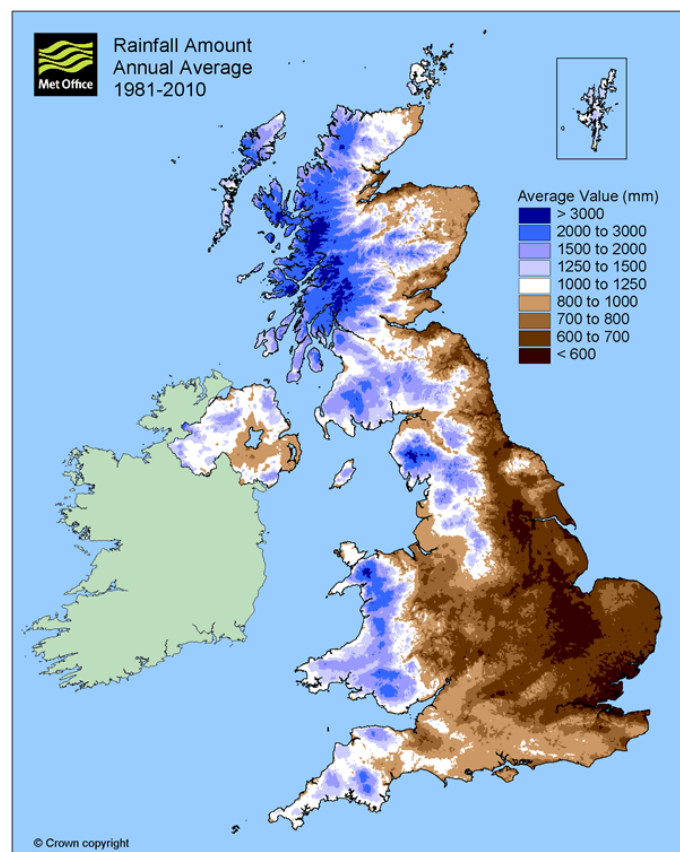 Met Office
Rainfall Amount
Annual Average
1981-2010
Average Value (mm)
> 3000
2000 to 3000
1500 to 2000
1250 to 1500
1000 to 1250
800 to 1000
700 to 800
600 to 700
< 600
© Crown copyright